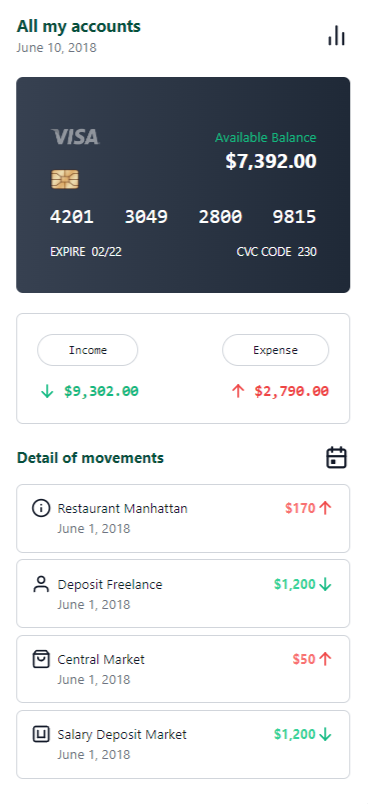 All my accounts
June 10, 2018
VISA
Available Balance
$7,392.00
4201 3049 2800 9815
EXPIRE 02/22 CVC CODE 230
Income Expense
$9,302.00 $2,790.00
Detail of movements
Restaurant Manhattan $170
June 1, 2018
Deposit Freelance $1,200
June 1, 2018
Central Market $50
June 1, 2018
Salary Deposit Market $1,200
June 1, 2018